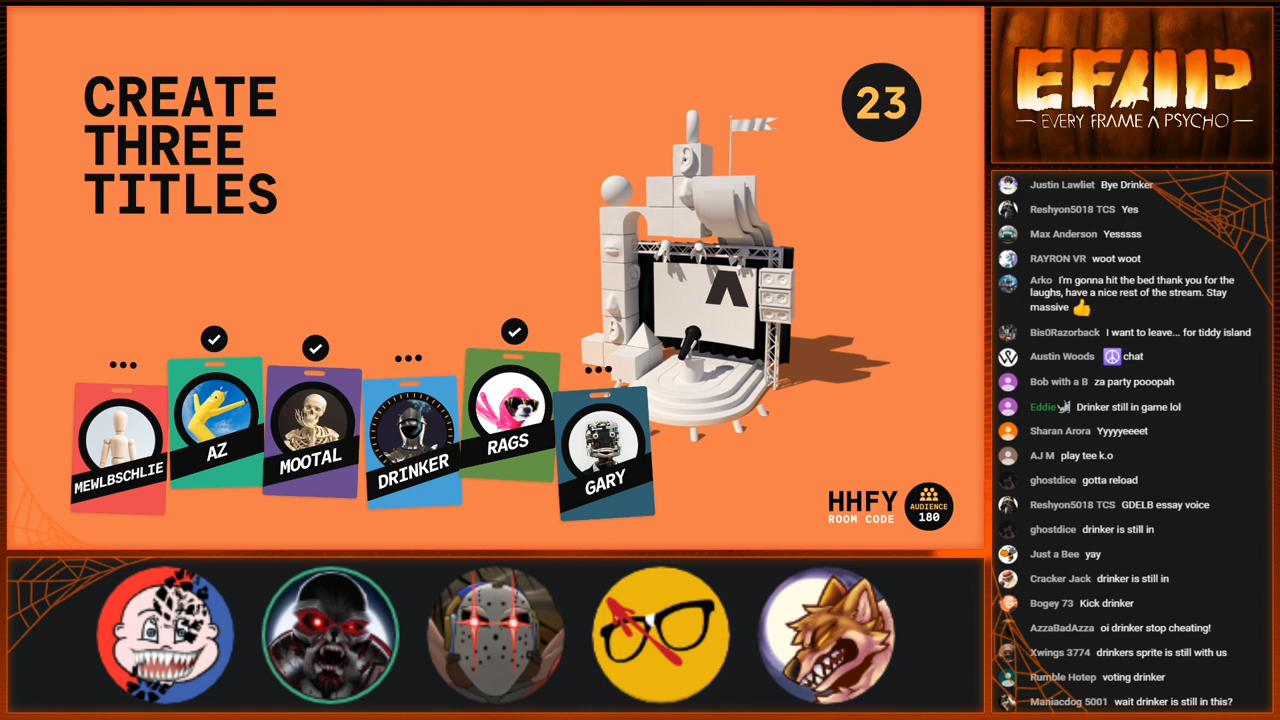 CREATE
THREE
TITLES
23
MEWLBSCHLIE
AZ
MOOTAL
DRINKER
RAGS
GARY
HHFY
ROOM CODE
AUDIENCE
180
EFAP
EVERY FRAME A PSYCHO
Justin Lawliet Bye Drinker
Reshyon5018 TCS Yes
Max Anderson Yesssss
RAYRON VR woot woot
Arko I'm gonna hit the bed thank you for the
laughs, have a nice rest of the stream. Stay
massive 👍
Bis0Razorback I want to leave... for tiddy island
Austin Woods ☮ chat
Bob with a B za party pooopah
Eddie Drinker still in game lol
Sharan Arora Yyyyyeeeet
AJ M play tee k.o
ghostdice gotta reload
Reshyon5018 TCS GDELB essay voice
ghostdice drinker is still in
Just a Bee yay
Cracker Jack drinker is still in
Bogey 73 Kick drinker
AzzaBadAzza oi drinker stop cheating!
Xwings 3774 drinkers sprite is still with us
Rumble Hotep voting drinker
Maniacdog 5001 wait drinker is still in this?